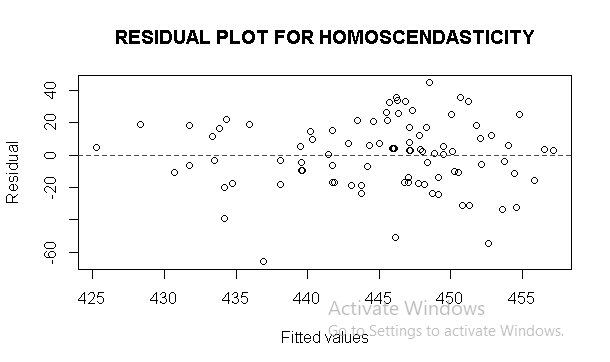 RESIDUAL PLOT FOR HOMOSCENDASTICITY
40
20
0
-20
-60
Residual
425 430 435 440 445 450 455
Fitted values
Activate Windows
Go to Settings to activate Windows.